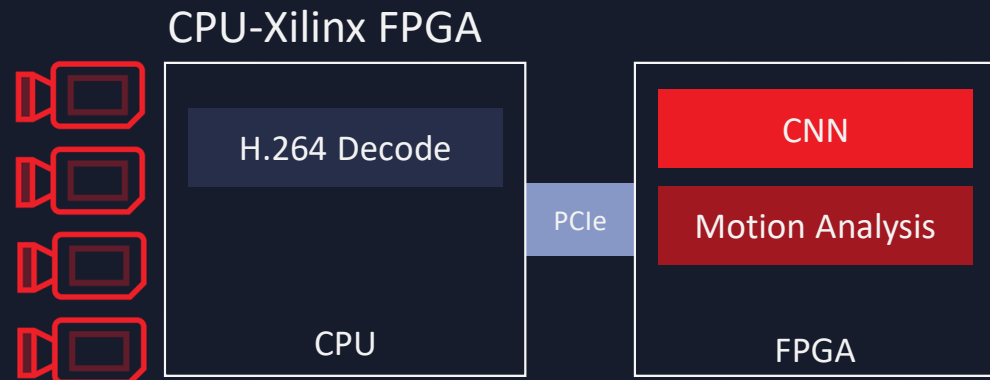 CPU-Xilinx FPGA
H.264 Decode
CPU
PCIe
CNN
Motion Analysis
FPGA